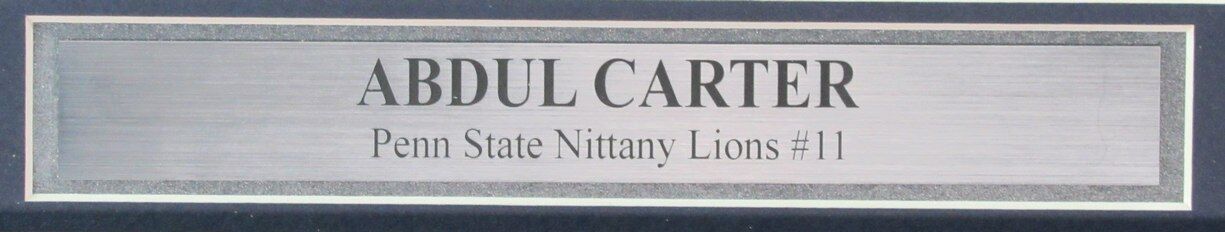 ABDUL CARTER
Penn State Nittany Lions #11